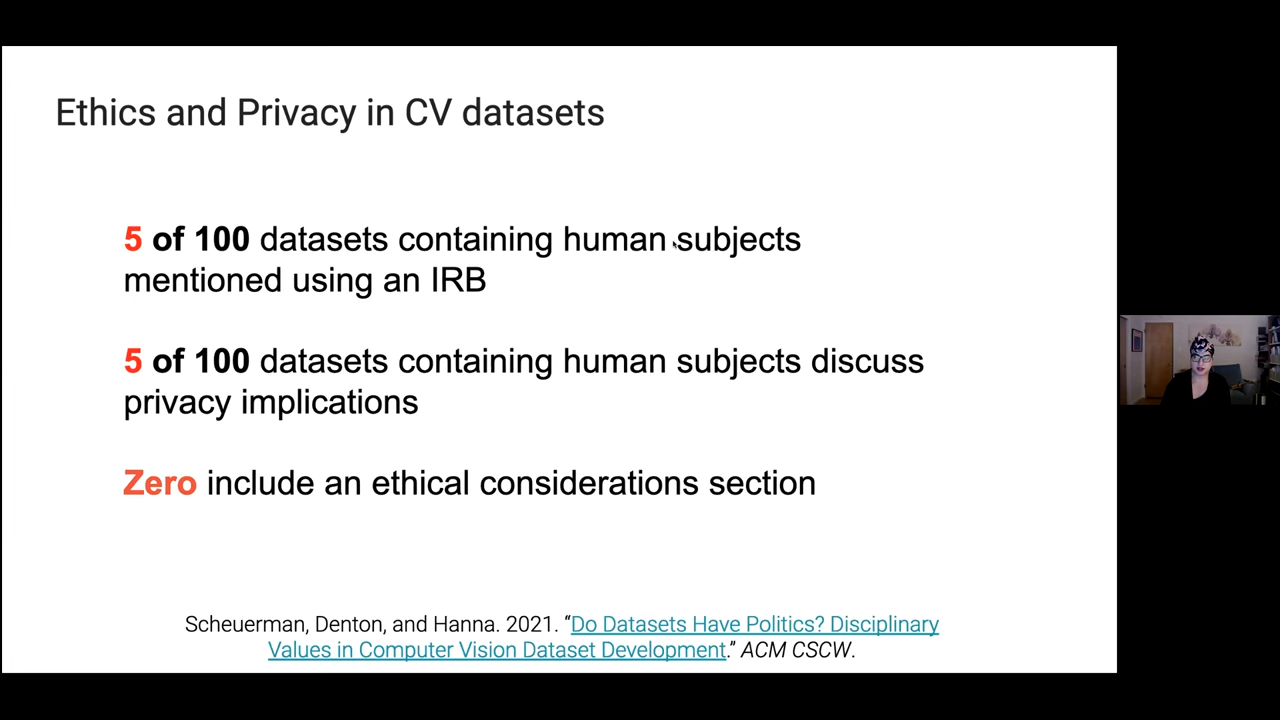 Ethics and Privacy in CV datasets
5 of 100 datasets containing human subjects
mentioned using an IRB
5 of 100 datasets containing human subjects discuss
privacy implications
Zero include an ethical considerations section
Scheuerman, Denton, and Hanna. 2021. “Do Datasets Have Politics? Disciplinary
Values in Computer Vision Dataset Development.” ACM CSCW.